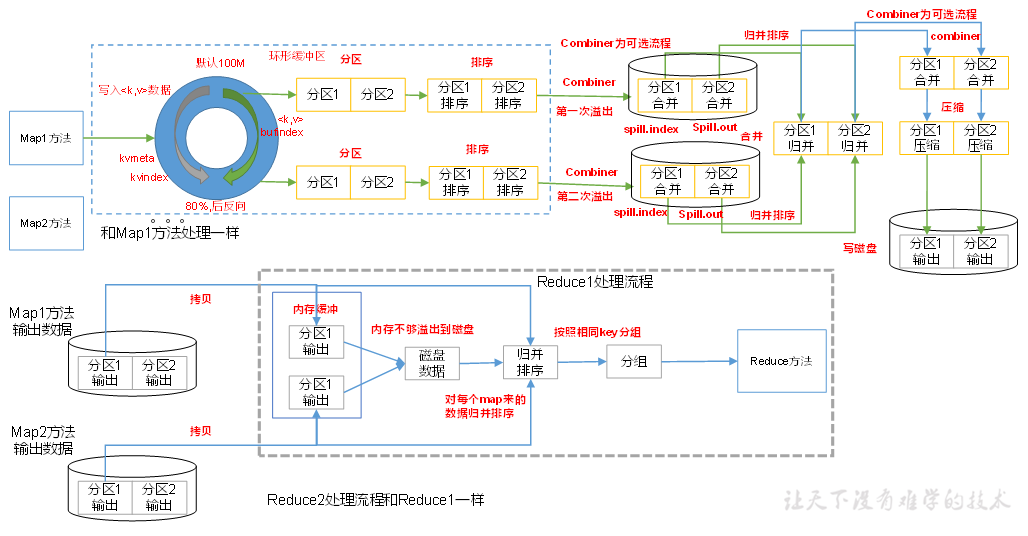 Combiner为可选流程
默认100M
环形缓冲区
分区
排序
Combiner为可选流程
归并排序
combiner
写入<k,v>数据
分区1
分区2
分区1
排序
分区2
排序
Combiner
第一次溢出
分区1
合并
分区2
合并
分区1
合并
分区2
合并
<k,v>
bufindex
spill.index
Spill.out
压缩
Map1方法
合并
分区1
归并
分区2
归并
分区1
压缩
分区2
压缩
kvmeta
kvindex
分区
排序
分区1
分区2
分区1
排序
分区2
排序
Combiner
第二次溢出
分区1
合并
分区2
合并
80%,后反向
spill.index
Spill.out
归并排序
Map2方法
。。。
和Map1方法处理一样
写磁盘
分区1
输出
分区2
输出
Reduce1处理流程
Map1方法
输出数据
拷贝
内存缓冲
分区1
输出
内存不够溢出到磁盘
按照相同key分组
分区1
输出
分区2
输出
磁盘
数据
归并
排序
分组
Reduce方法
分区1
输出
对每个map来的
数据归并排序
Map2方法
输出数据
拷贝
分区1
输出
分区2
输出
Reduce2处理流程和Reduce1一样
让天下没有难学的技术